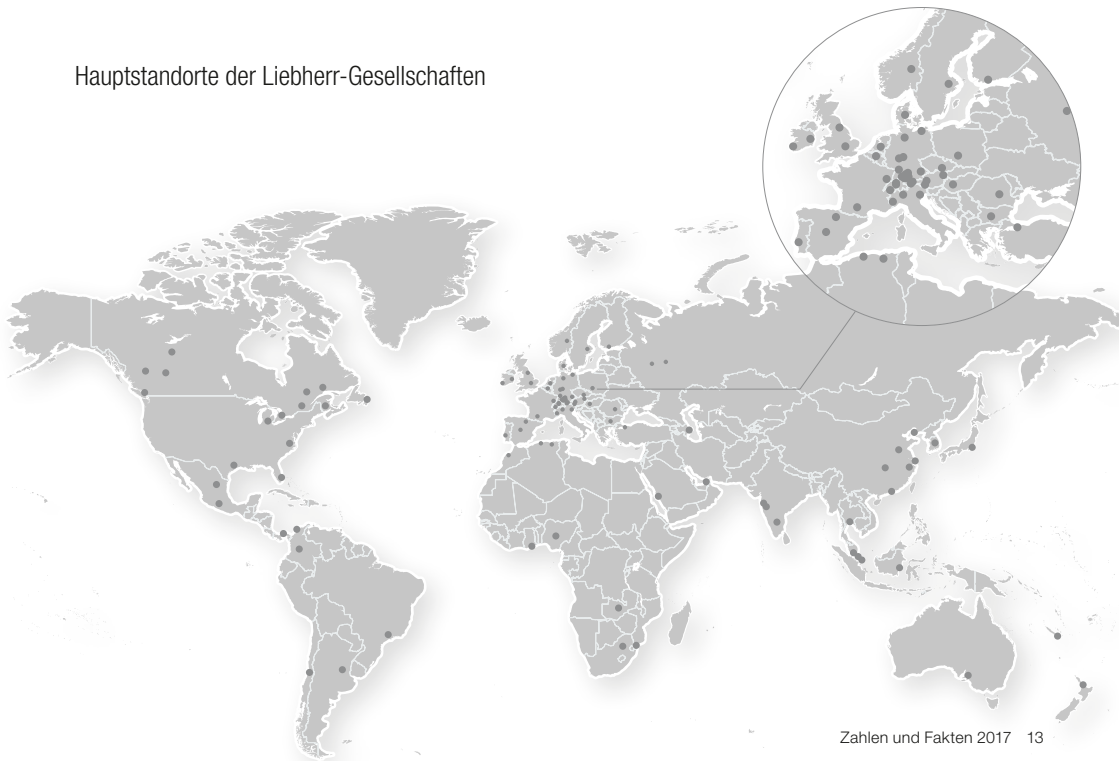 Hauptstandorte der Liebherr-Gesellschaften
Zahlen und Fakten 2017 13